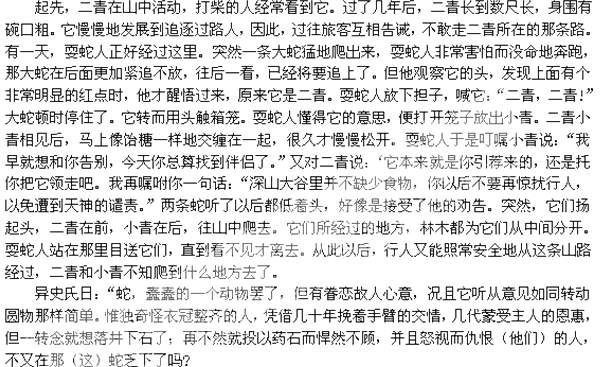 起先，二青在山中活动，打柴的人经常看到它。过了几年后，二青长到数尺长，身围有
碗口粗。它慢慢地发展到追逐过路人，因此，过往旅客互相告诫，不敢走二青所在的那条路。
有一天，耍蛇人正好经过这里。突然一条大蛇猛地爬出来，耍蛇人非常害怕而没命地奔跑，
那大蛇在后面更加紧追不放，往后一看，已经将要追上了。但他观察它的头，发现上面有个
非常明显的红点时，他才醒悟过来，原来它是二青。耍蛇人放下担子，喊它：“二青，二青！”
大蛇顿时停住了。它转而用头触箱笼。耍蛇人懂得它的意思，便打开笼子放出小青。二青小
青相见后，马上像饴糖一样地交缠在一起，很久才慢慢松开。耍蛇人于是叮嘱小青说：“我
早就想和你告别，今天你总算找到伴侣了。”又对二青说：‘它本来就是你引荐来的，还是托
你把它领走吧。我再嘱咐你一句话：“深山大谷里并不缺少食物，你以后不要再惊扰行人，
以免遭到天神的谴责。”两条蛇听了以后都低着头，好像是接受了他的劝告。突然，它们扬
起头，二青在前，小青在后，往山中爬去。它们所经过的地方，林木都为它们从中间分开。
耍蛇人站在那里目送它们，直到看不见才离去。从此以后，行人又能照常安全地从这条山路
经过，二青和小青不知爬到什么地方去了。
异史氏曰：“蛇，蠢蠢的一个动物罢了，但有眷恋故人心意，况且它听从意见如同转动
圆物那样简单。惟独奇怪衣冠整齐的人，凭借几十年挽着手臂的交情，几代蒙受主人的恩惠，
但--转念就想落井下石了；再不然就投以药石而悍然不顾，并且怒视而仇恨（他们）的人，
不又在那（这）蛇乏下了吗？